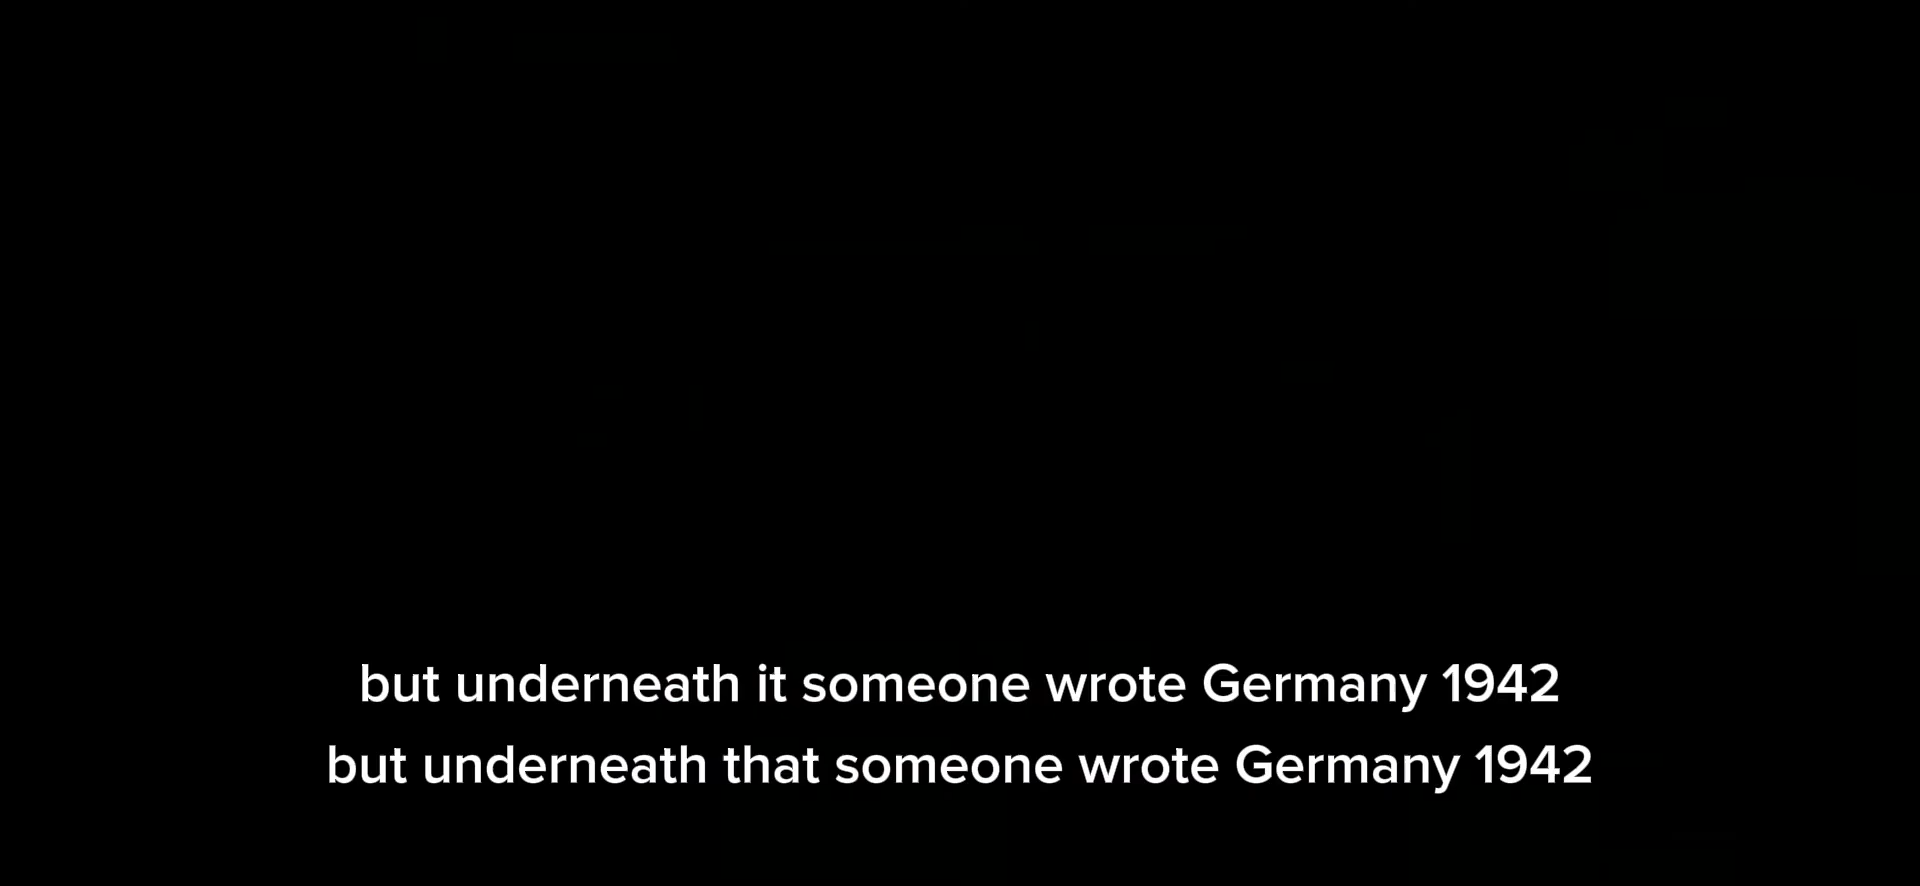 but underneath it someone wrote Germany 1942
but underneath that someone wrote Germany 1942